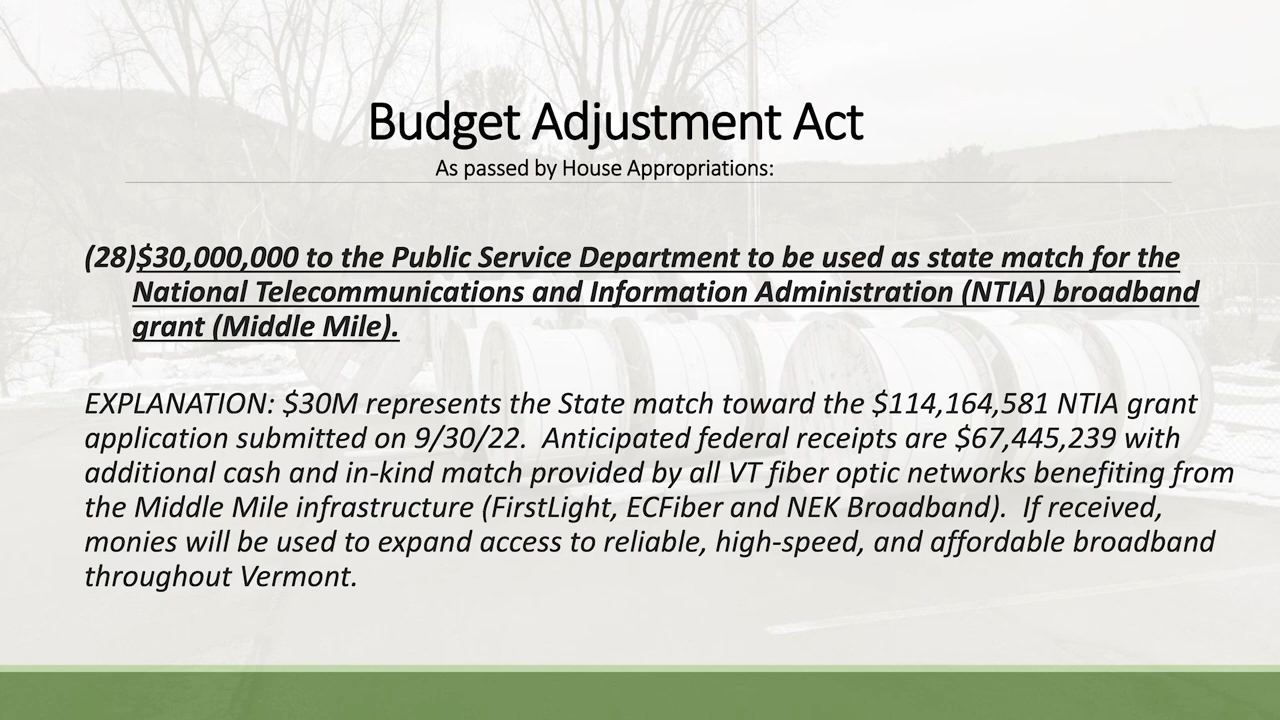 Budget Adjustment Act
As passed by House Appropriations:
(28)$30,000,000 to the Public Service Department to be used as state match for the
National Telecommunications and Information Administration (NTIA) broadband
grant (Middle Mile).
EXPLANATION: $30M represents the State match toward the $114,164,581 NTIA grant
application submitted on 9/30/22.  Anticipated federal receipts are $67,445,239 with
additional cash and in-kind match provided by all VT fiber optic networks benefiting from
the Middle Mile infrastructure (FirstLight, ECFiber and NEK Broadband).  If received,
monies will be used to expand access to reliable, high-speed, and affordable broadband
throughout Vermont.